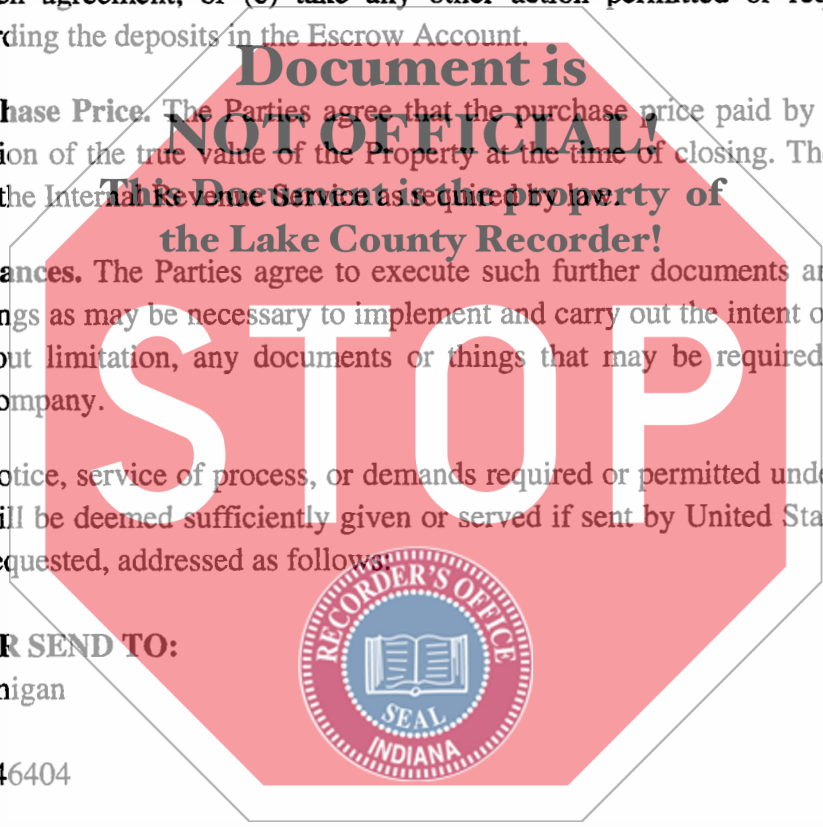 rding the deposits in the Escrow Account.
Document is
hase Price. The Parties agree that the purchase price paid by
NOT OFFICIAL!
ion of the true value of the Property at the time of closing. The
the Internal Revenue Service as required by law.
This Document is the property of
the Lake County Recorder!
ances. The Parties agree to execute such further documents an
ngs as may be necessary to implement and carry out the intent o
out limitation, any documents or things that may be required
ompany.
STOP
otice, service of process, or demands required or permitted unde
ill be deemed sufficiently given or served if sent by United Sta
equested, addressed as follows:
RECORDER'S OFFICE
SEAL
INDIANA
R SEND TO:
higan
46404